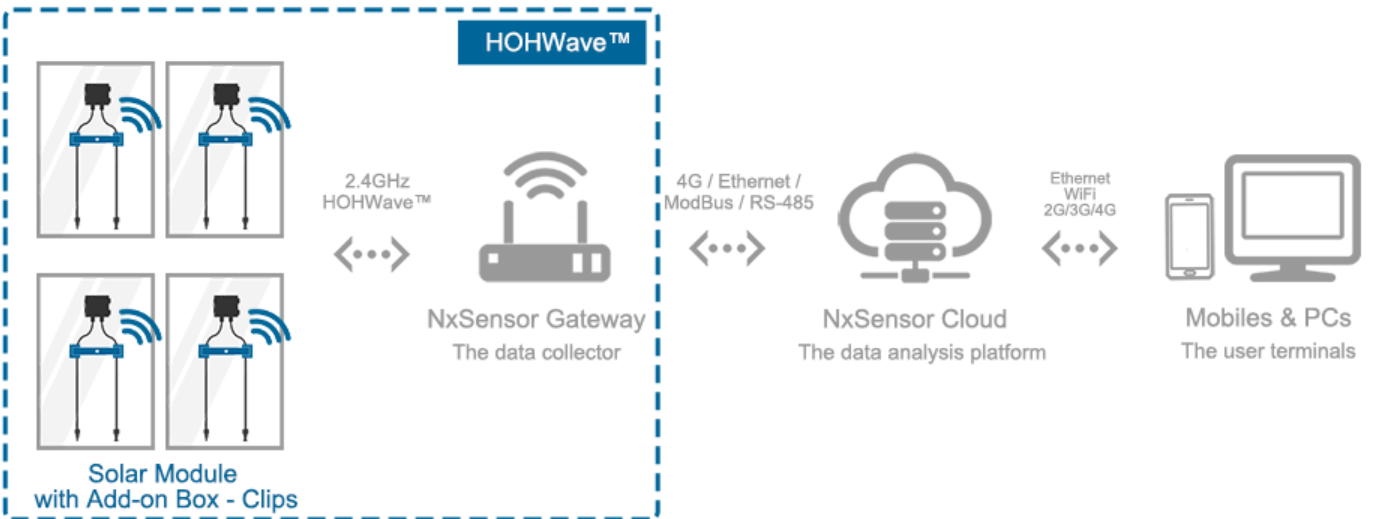 HOHWave™
2.4GHz
HOHWave™
4G / Ethernet /
ModBus / RS-485
Ethernet
WiFi
2G/3G/4G
NxSensor Gateway
The data collector
NxSensor Cloud
The data analysis platform
Mobiles & PCs
The user terminals
Solar Module
with Add-on Box - Clips